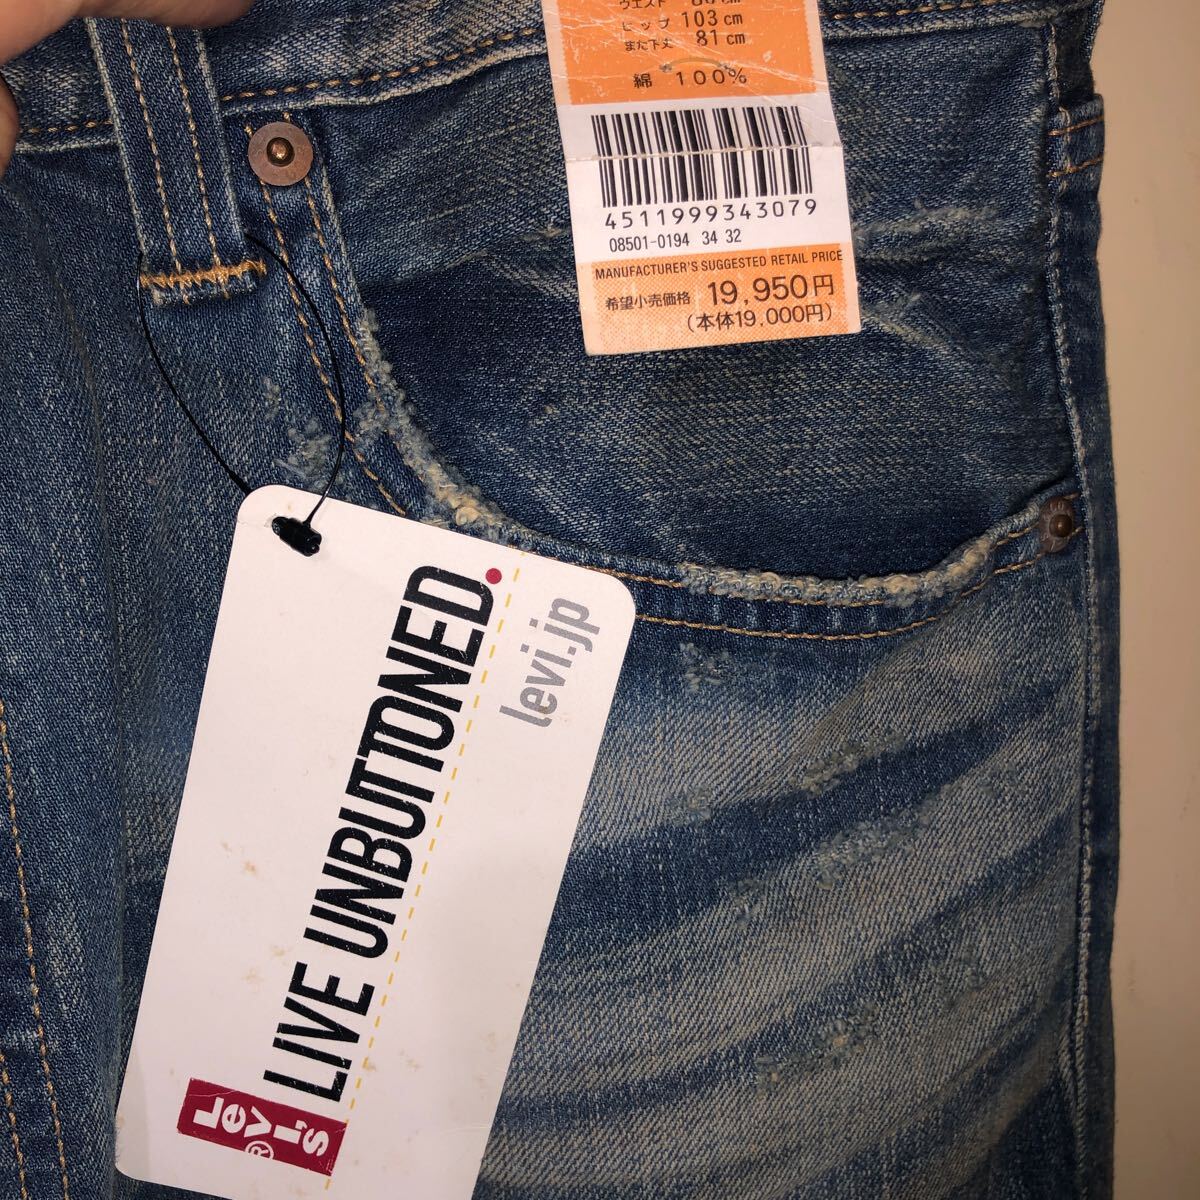 ヒップ 103 cm
また下丈 81 cm
綿 100%
4511999343079
08501-0194 34 32
MANUFACTURER'S SUGGESTED RETAIL PRICE
希望小売価格 19,950円
(本体19,000円)
LIVE UNBUTTONED.
levi.jp
Levi's®